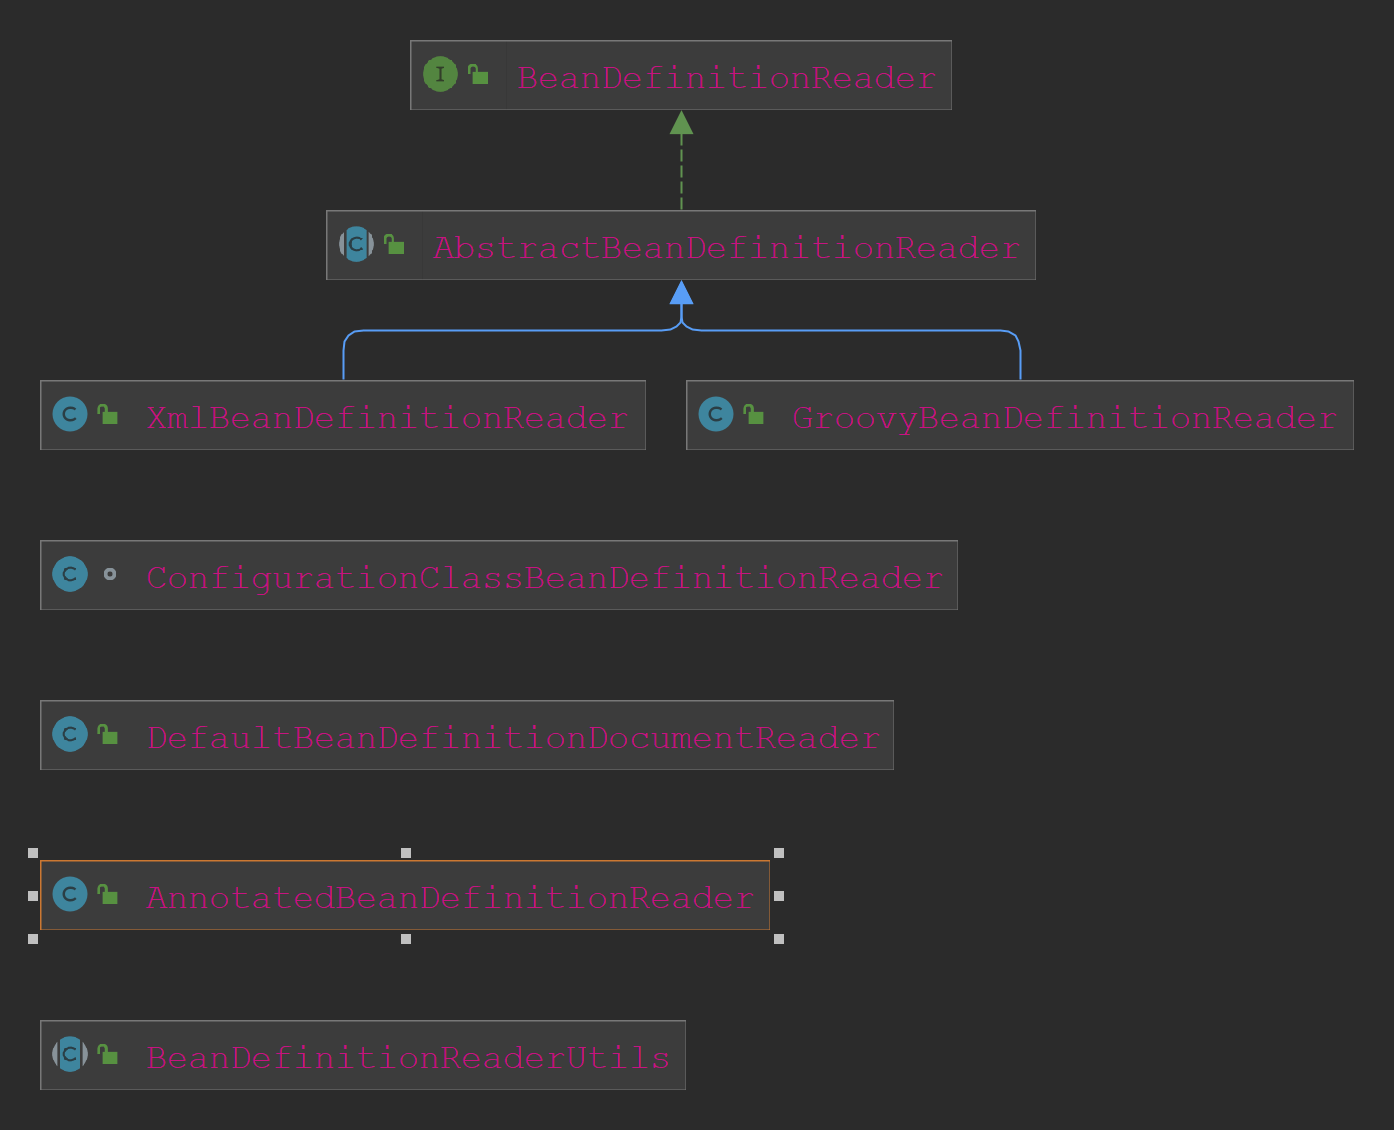 BeanDefinitionReader
AbstractBeanDefinitionReader
XmlBeanDefinitionReader
GroovyBeanDefinitionReader
ConfigurationClassBeanDefinitionReader
DefaultBeanDefinitionDocumentReader
AnnotatedBeanDefinitionReader
BeanDefinitionReaderUtils